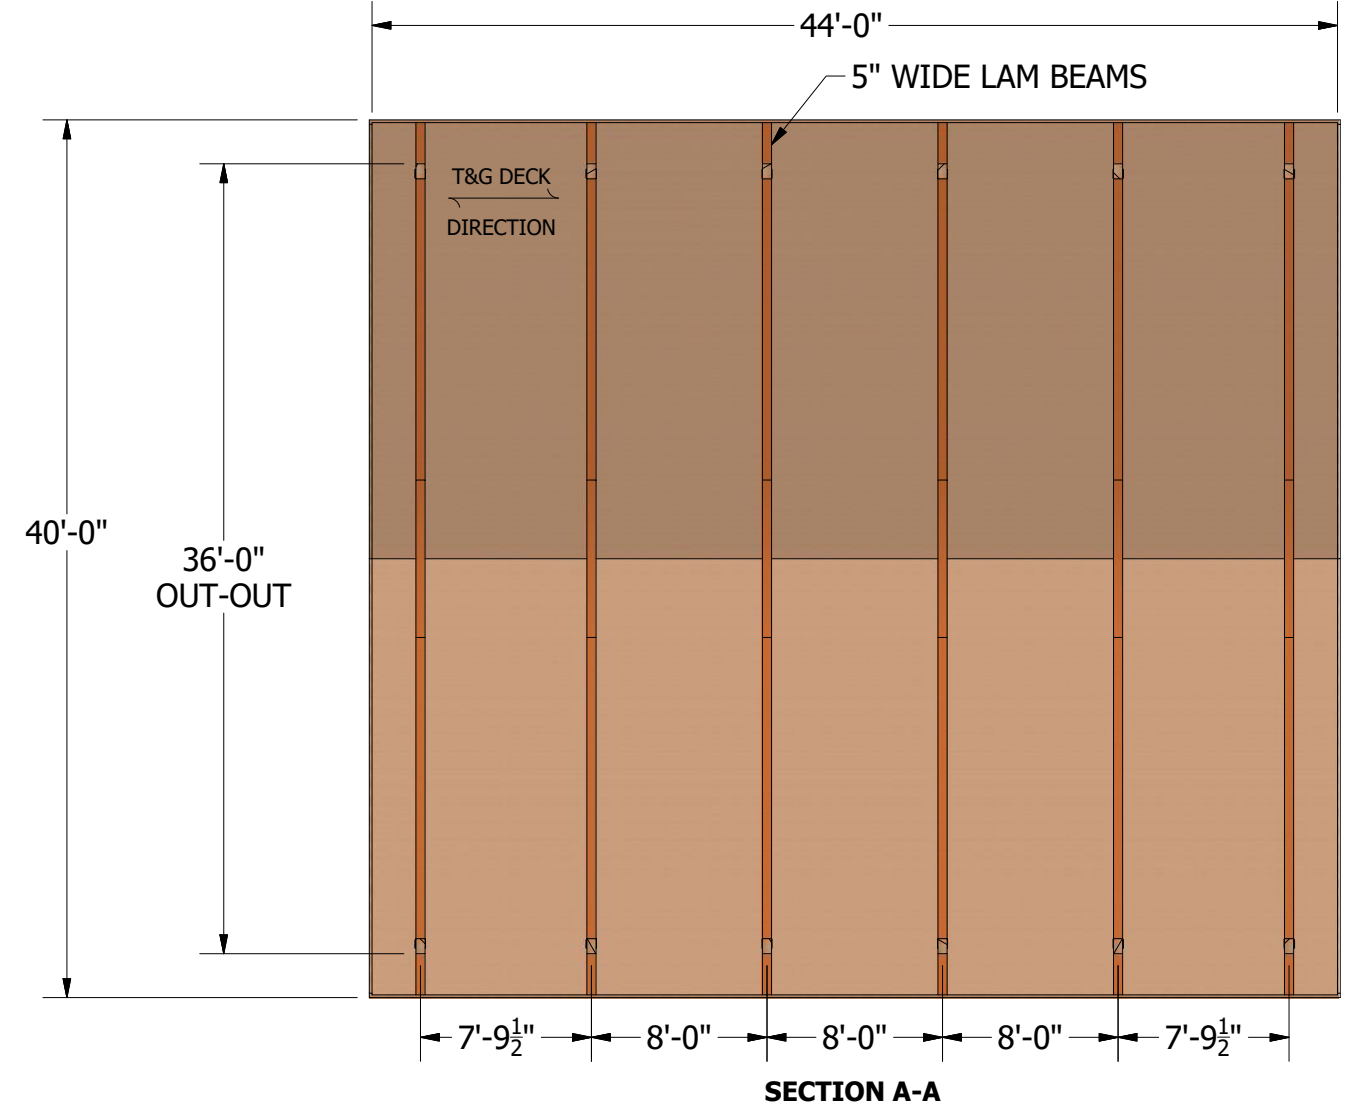 44'-0"
5" WIDE LAM BEAMS
T&G DECK
DIRECTION
40'-0"
36'-0"
OUT-OUT
7'-9½" 8'-0" 8'-0" 8'-0" 7'-9½"
SECTION A-A